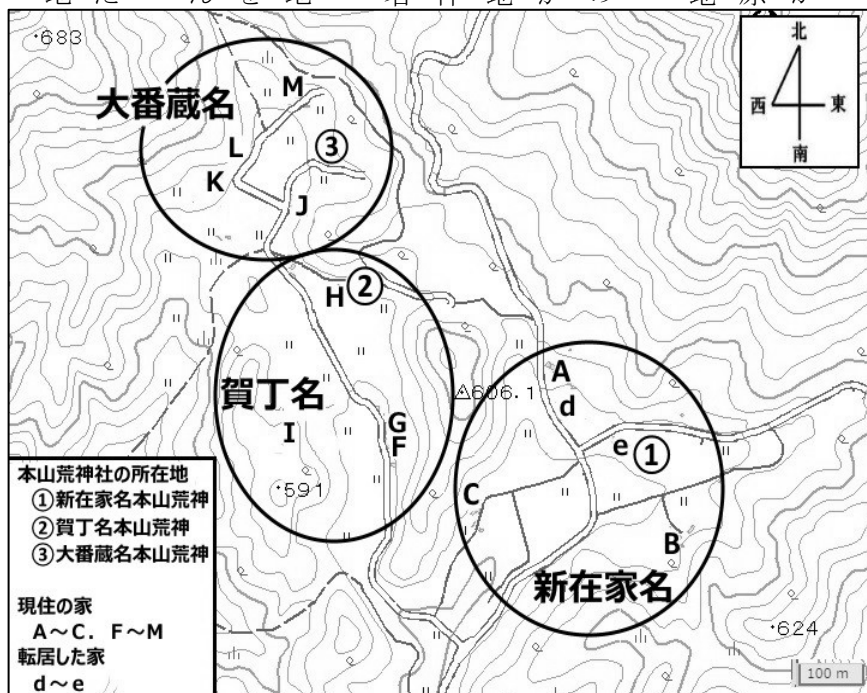 683
大番蔵名
M
L
③
K
J
北
西 東
南
H
②
賀丁名
G
F
I
591
606.1
A
d
e
①
C
B
新在家名
624
本山荒神社の所在地
①新在家名本山荒神
②賀丁名本山荒神
③大番蔵名本山荒神
現住の家
A～C．F～M
転居した家
d～e
100 m